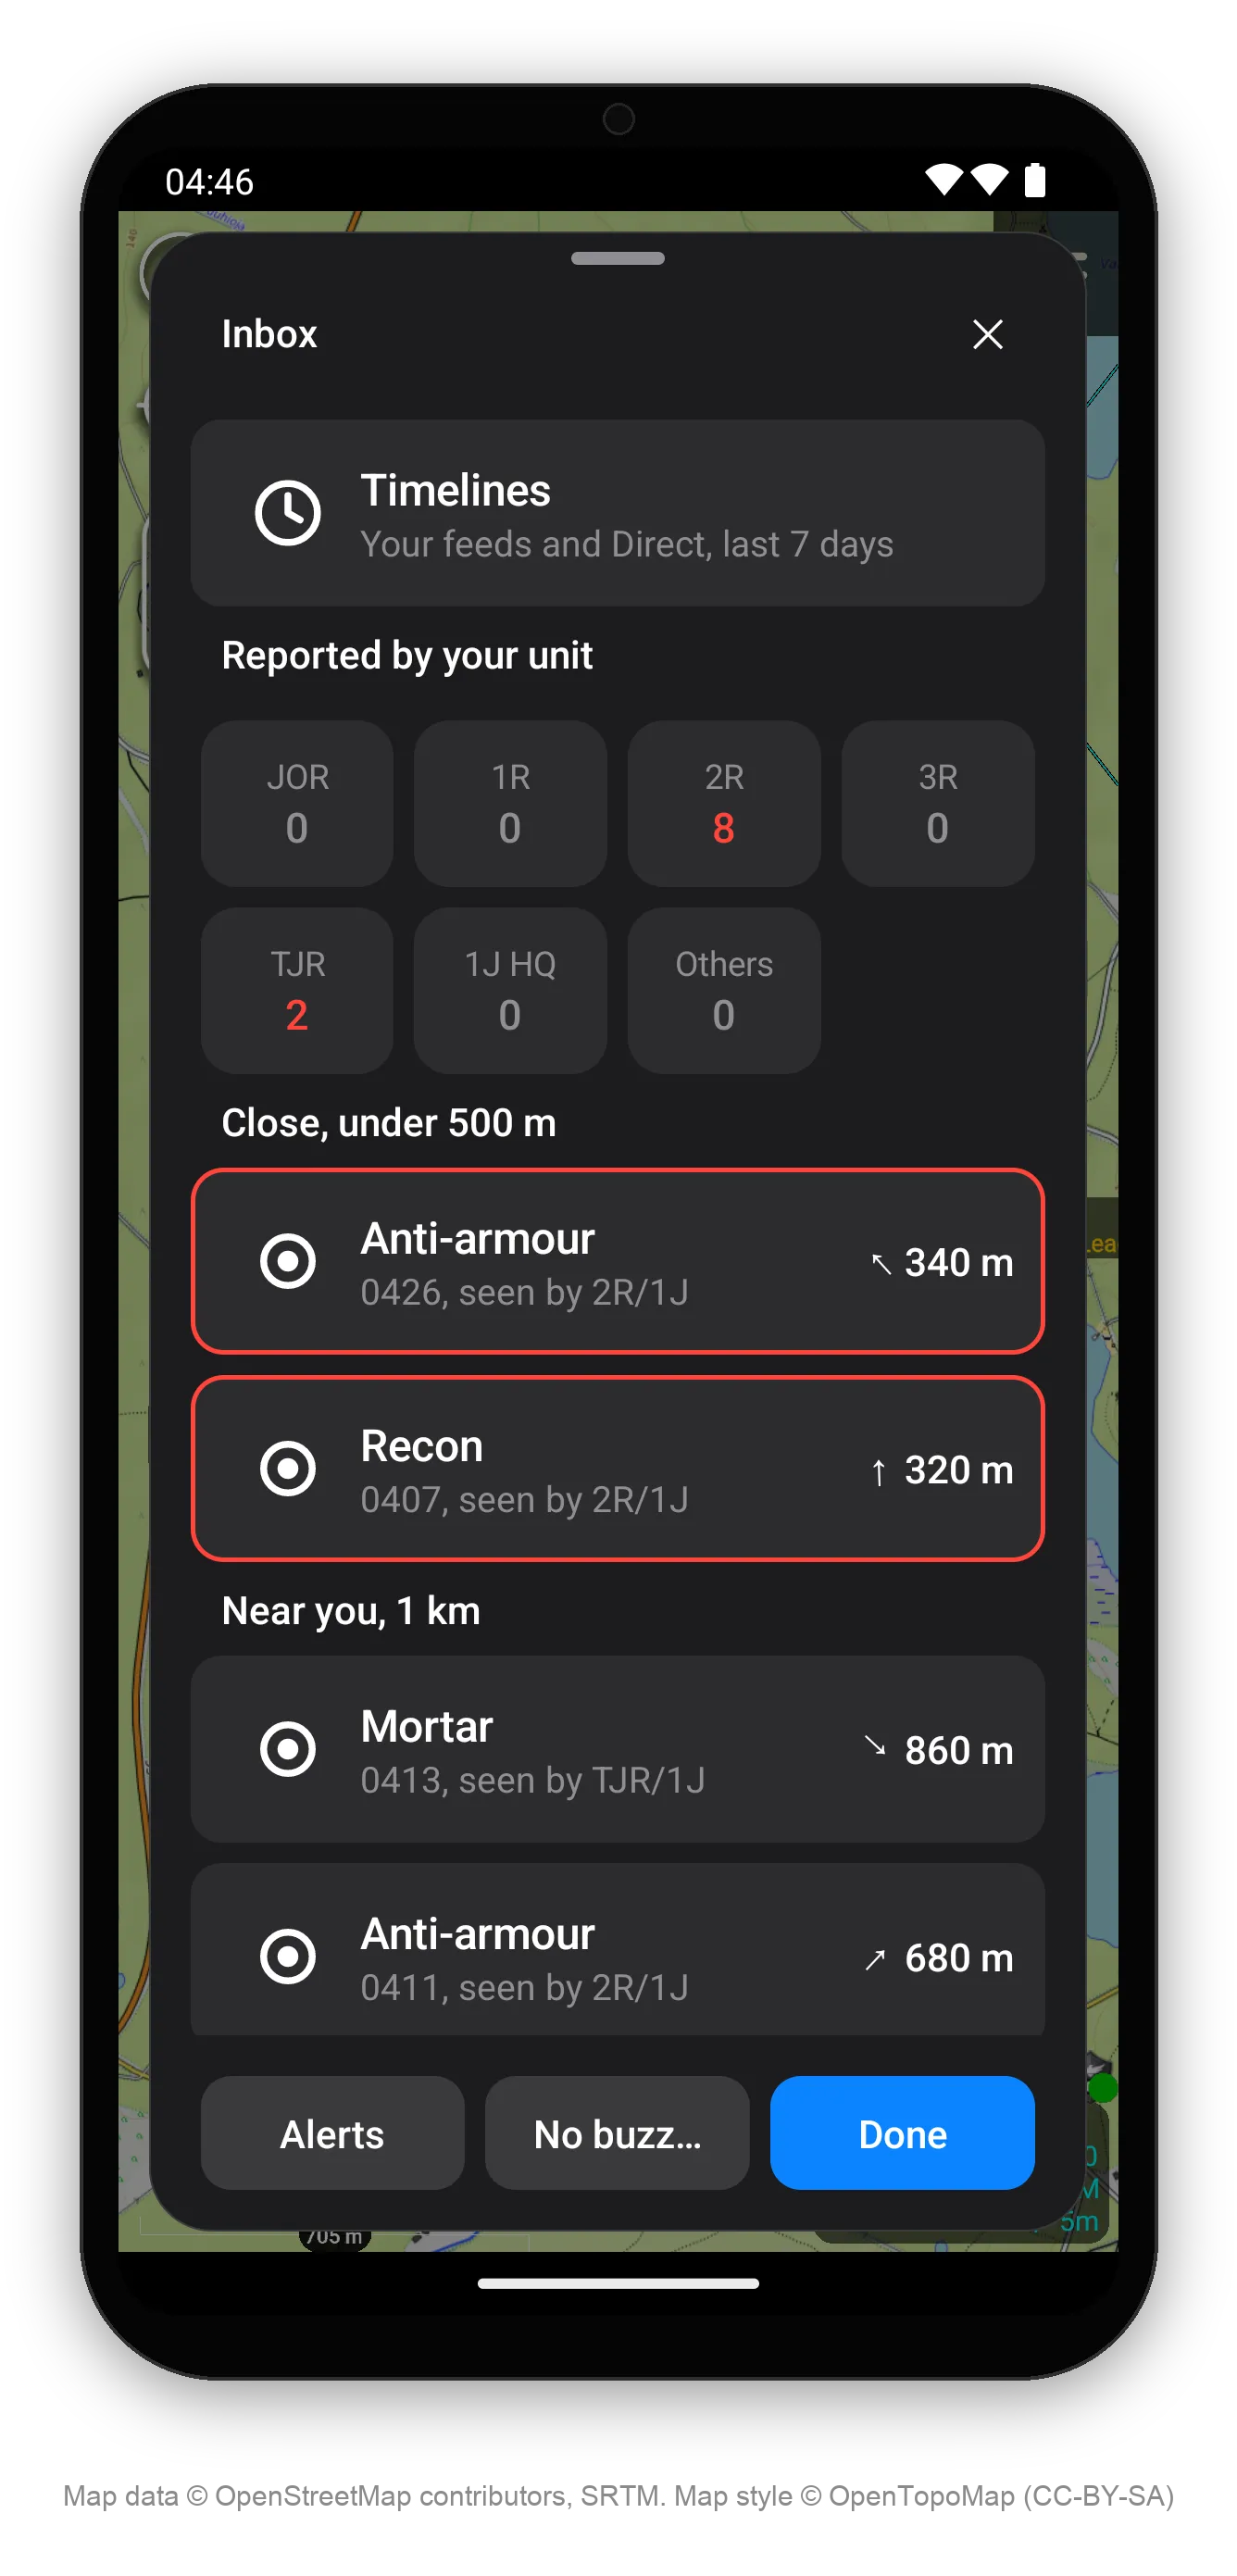 04:46
140
Inbox
Timelines
Your feeds and Direct, last 7 days
Reported by your unit
JOR
0
1R
0
2R
8
3R
0
TJR
2
1J HQ
0
Others
0
Close, under 500 m
Anti-armour
0426, seen by 2R/1J
↖ 340 m
Recon
0407, seen by 2R/1J
↑ 320 m
Near you, 1 km
Mortar
0413, seen by TJR/1J
↘ 860 m
Anti-armour
0411, seen by 2R/1J
↗ 680 m
Alerts
No buzz...
Done
5m
705 m
Map data © OpenStreetMap contributors, SRTM. Map style © OpenTopoMap (CC-BY-SA)